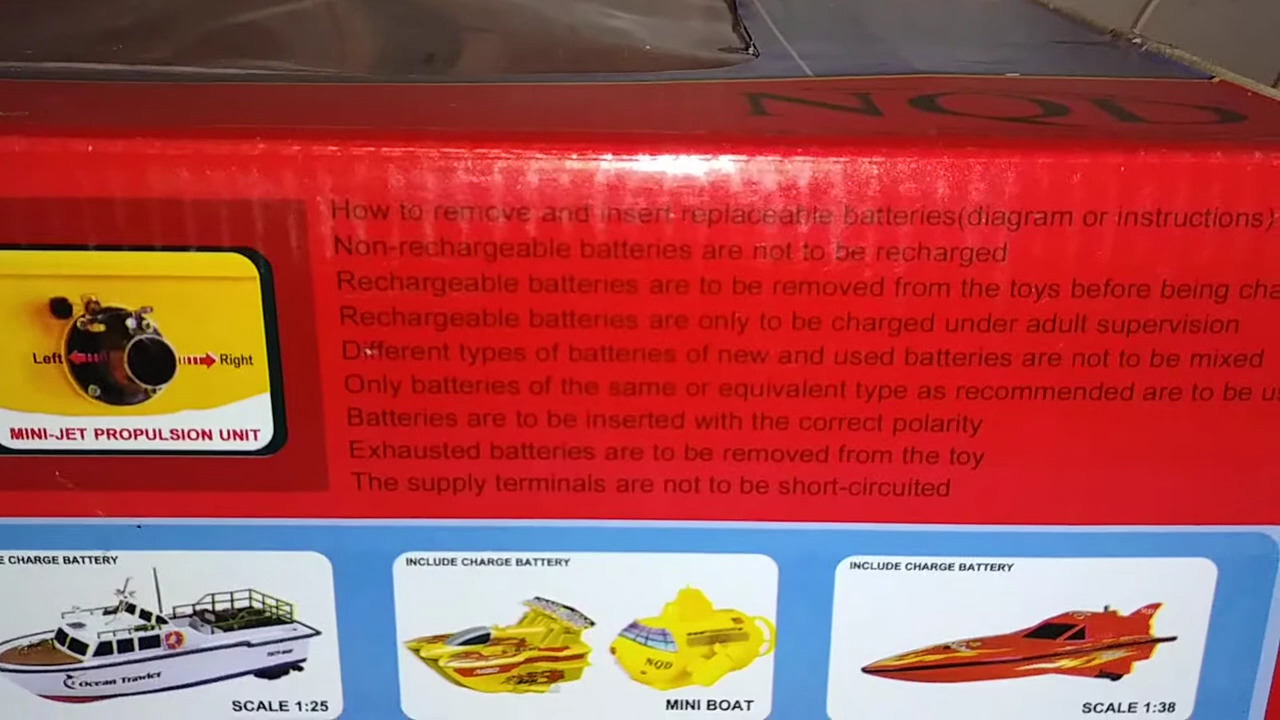 NQD
How to remove and insert replaceable batteries(diagram or instructions)
Non-rechargeable batteries are not to be recharged
Rechargeable batteries are to be removed from the toys before being cha
Rechargeable batteries are only to be charged under adult supervision
Different types of batteries of new and used batteries are not to be mixed
Only batteries of the same or equivalent type as recommended are to be us
Batteries are to be inserted with the correct polarity
Exhausted batteries are to be removed from the toy
The supply terminals are not to be short-circuited
Left Right
MINI-JET PROPULSION UNIT
E CHARGE BATTERY
Ocean Trawler
SCALE 1:25
INCLUDE CHARGE BATTERY
NQD
MINI BOAT
INCLUDE CHARGE BATTERY
SCALE 1:38